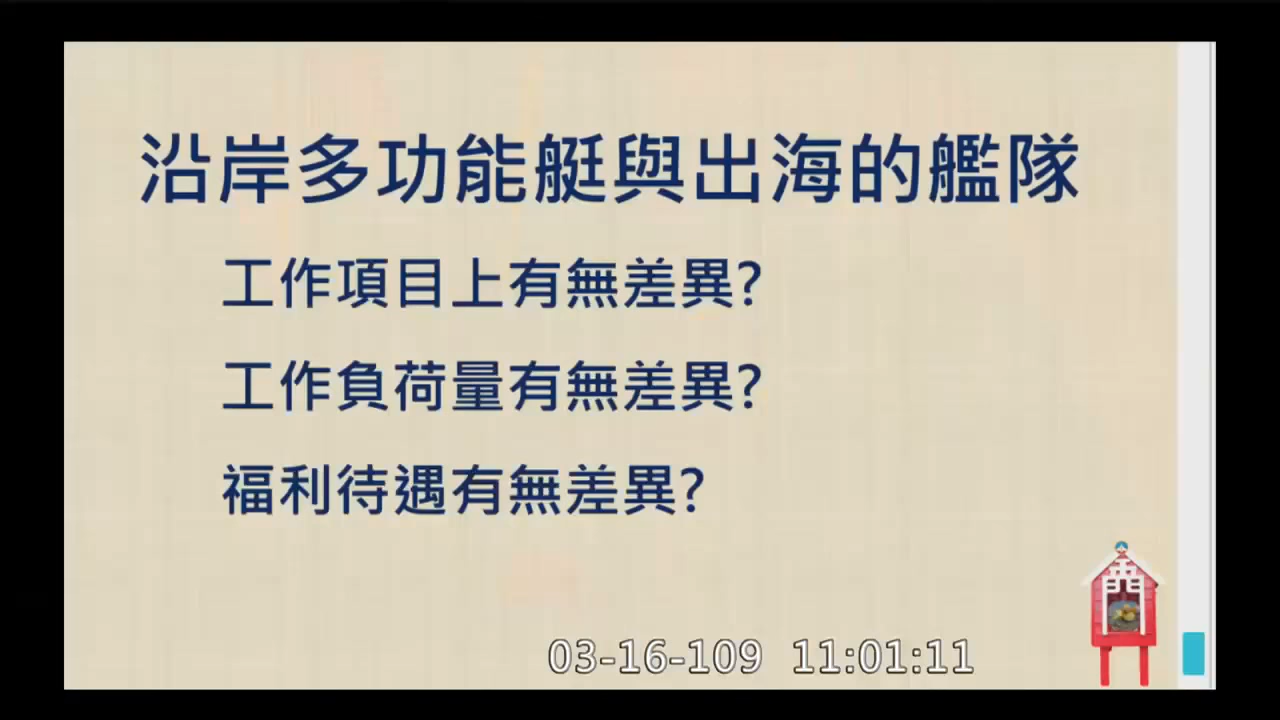 沿岸多功能艇與出海的艦隊
工作項目上有無差異?
工作負荷量有無差異?
福利待遇有無差異?
03-16-109 11:01:11